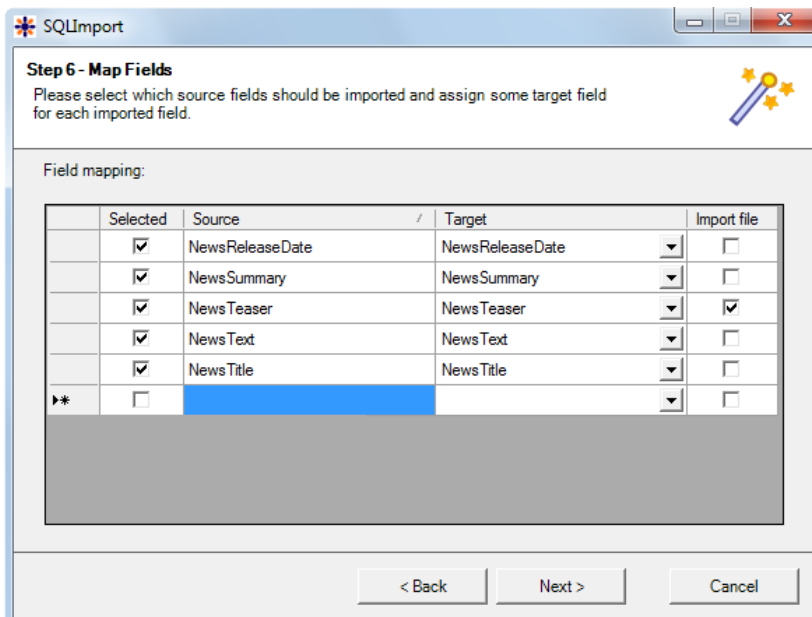 SQLImport
Step 6 - Map Fields
Please select which source fields should be imported and assign some target field
for each imported field.
Field mapping:
Selected Source Target Import file
NewsReleaseDate NewsReleaseDate
NewsSummary NewsSummary
NewsTeaser NewsTeaser
NewsText NewsText
NewsTitle NewsTitle
< Back Next > Cancel